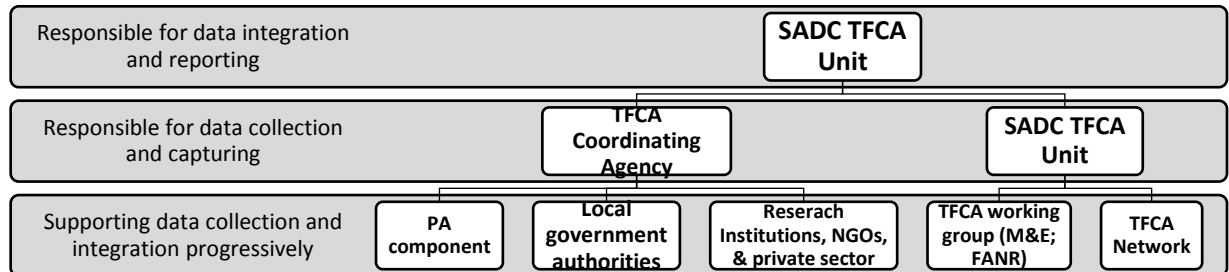 Responsible for data integration
and reporting
SADC TFCA
Unit
Responsible for data collection
and capturing
TFCA
Coordinating
Agency
SADC TFCA
Unit
Supporting data collection and
integration progressively
PA
component
Local
government
authorities
Reserach
Institutions, NGOs,
& private sector
TFCA working
group (M&E;
FANR)
TFCA
Network